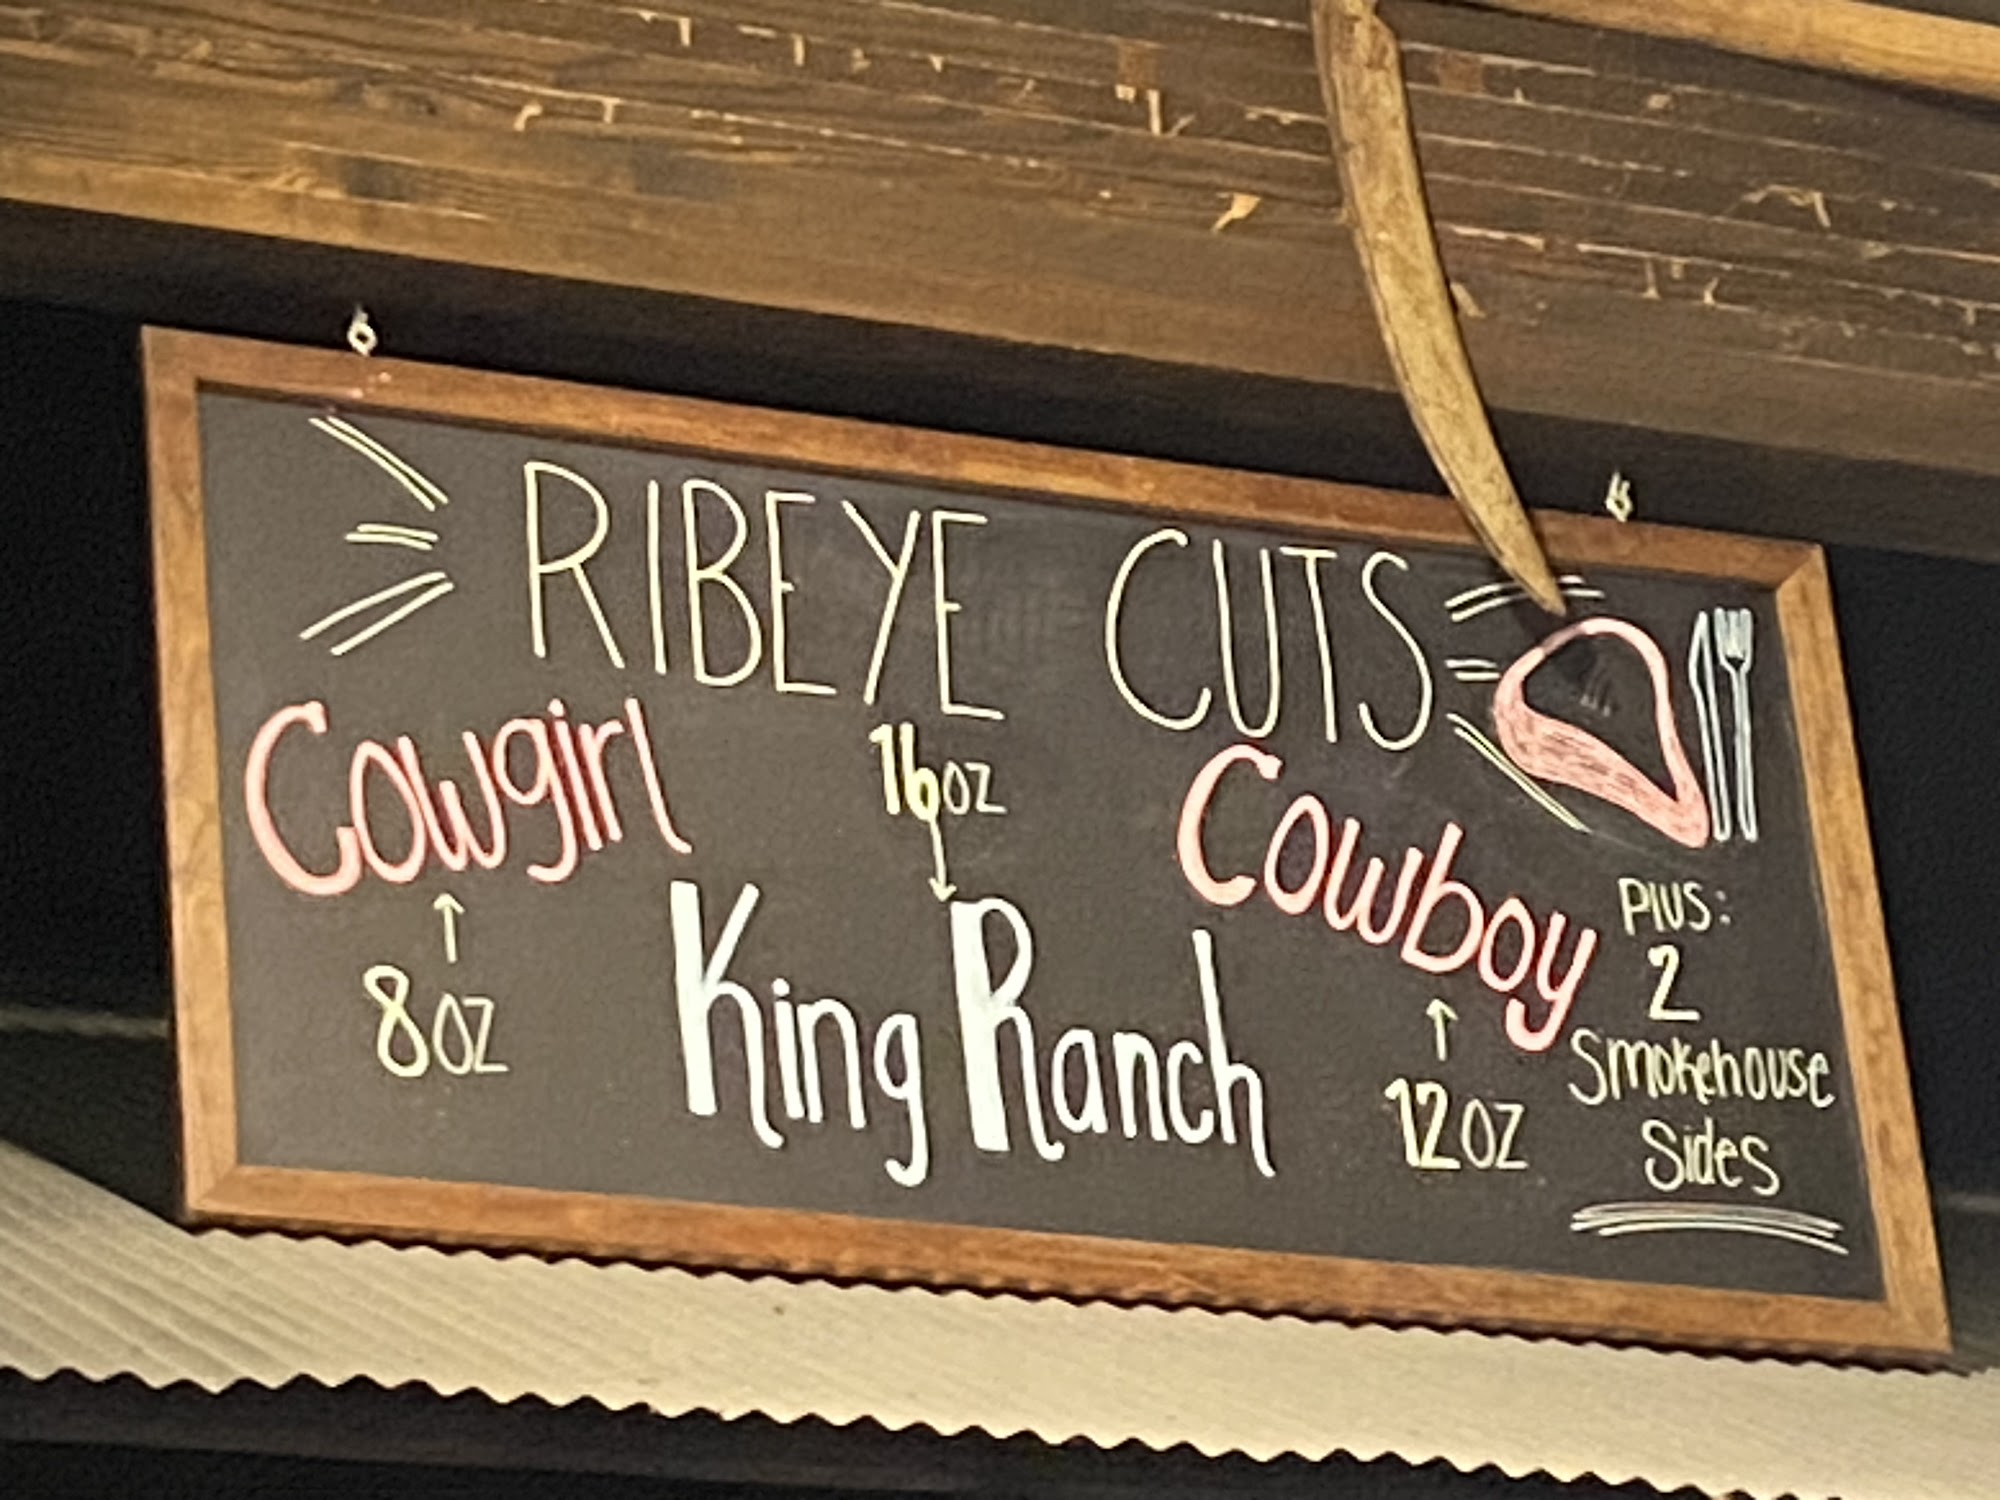 RIBEYE CUTS
Cowgirl
8oz
16oz
King Ranch
Cowboy
12oz
Plus:
2
Smokehouse
Sides